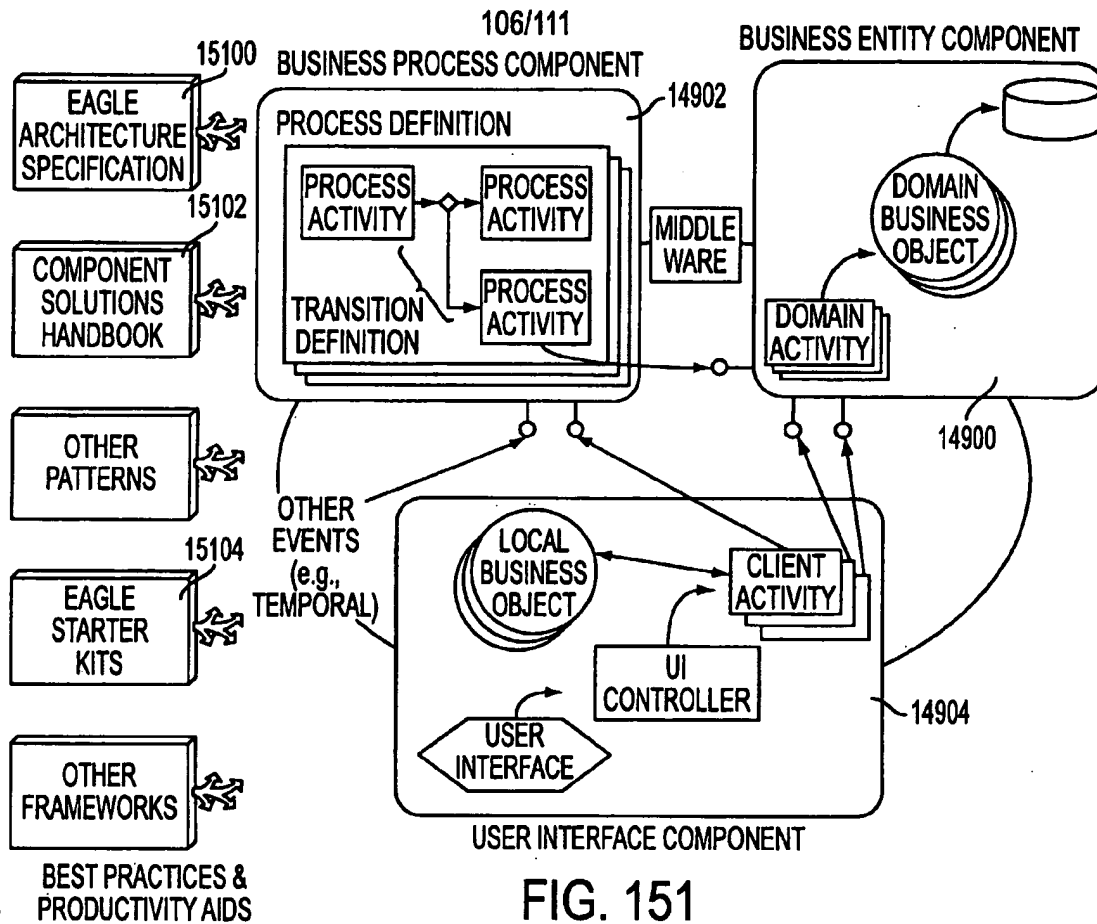 106/111
15100
EAGLE
ARCHITECTURE
SPECIFICATION
15102
COMPONENT
SOLUTIONS
HANDBOOK
OTHER
PATTERNS
15104
EAGLE
STARTER
KITS
OTHER
FRAMEWORKS
BEST PRACTICES &
PRODUCTIVITY AIDS
BUSINESS PROCESS COMPONENT
14902
PROCESS DEFINITION
PROCESS
ACTIVITY
PROCESS
ACTIVITY
PROCESS
ACTIVITY
TRANSITION
DEFINITION
MIDDLE
WARE
BUSINESS ENTITY COMPONENT
DOMAIN
BUSINESS
OBJECT
DOMAIN
ACTIVITY
14900
OTHER
EVENTS
(e.g.,
TEMPORAL)
LOCAL
BUSINESS
OBJECT
CLIENT
ACTIVITY
UI
CONTROLLER
USER
INTERFACE
14904
USER INTERFACE COMPONENT
FIG. 151